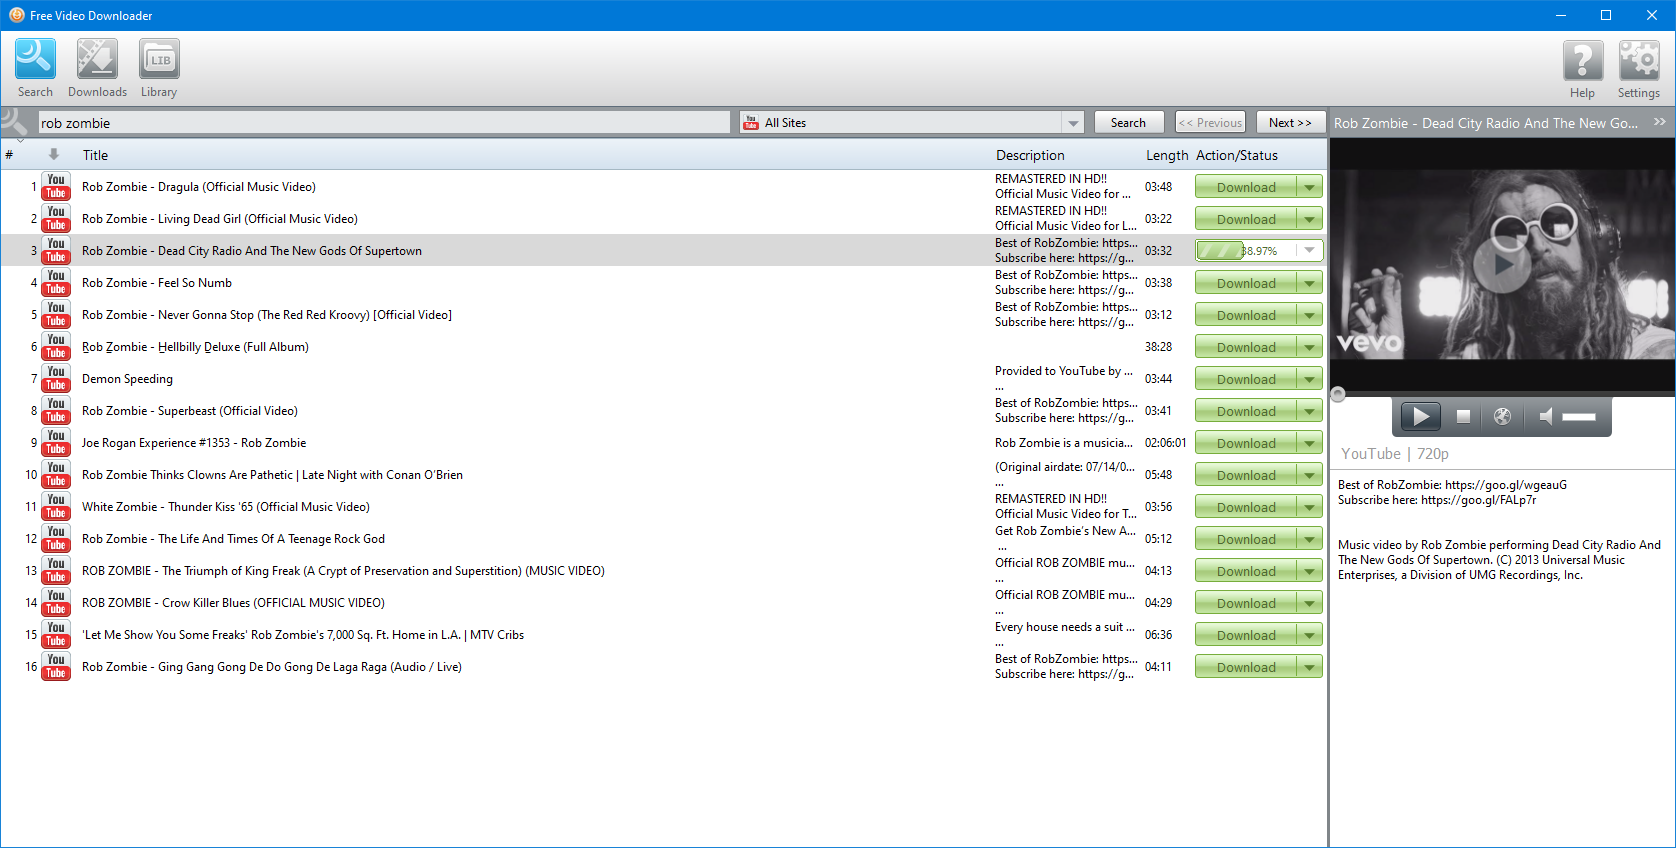 Free Video Downloader
Search
Downloads
LIB
Library
Help
Settings
rob zombie
You Tube All Sites
Search
<< Previous
Next >>
Rob Zombie - Dead City Radio And The New Go... >>
# Title Description Length Action/Status
1 You Tube Rob Zombie - Dragula (Official Music Video) REMASTERED IN HD!! 03:48 Download
Official Music Video for ...
2 You Tube Rob Zombie - Living Dead Girl (Official Music Video) REMASTERED IN HD!! 03:22 Download
Official Music Video for L...
3 You Tube Rob Zombie - Dead City Radio And The New Gods Of Supertown Best of RobZombie: https... 03:32 38.97%
Subscribe here: https://g...
4 You Tube Rob Zombie - Feel So Numb Best of RobZombie: https... 03:38 Download
Subscribe here: https://g...
5 You Tube Rob Zombie - Never Gonna Stop (The Red Red Kroovy) [Official Video] Best of RobZombie: https... 03:12 Download
Subscribe here: https://g...
6 You Tube Rob Zombie - Hellbilly Deluxe (Full Album) 38:28 Download
7 You Tube Demon Speeding Provided to YouTube by ... 03:44 Download
...
8 You Tube Rob Zombie - Superbeast (Official Video) Best of RobZombie: https... 03:41 Download
Subscribe here: https://g...
9 You Tube Joe Rogan Experience #1353 - Rob Zombie Rob Zombie is a musicia... 02:06:01 Download
10 You Tube Rob Zombie Thinks Clowns Are Pathetic | Late Night with Conan O'Brien (Original airdate: 07/14/0... 05:48 Download
...
11 You Tube White Zombie - Thunder Kiss '65 (Official Music Video) REMASTERED IN HD!! 03:56 Download
Official Music Video for T...
12 You Tube Rob Zombie - The Life And Times Of A Teenage Rock God Get Rob Zombie's New A... 05:12 Download
...
13 You Tube ROB ZOMBIE - The Triumph of King Freak (A Crypt of Preservation and Superstition) (MUSIC VIDEO) Official ROB ZOMBIE mu... 04:13 Download
...
14 You Tube ROB ZOMBIE - Crow Killer Blues (OFFICIAL MUSIC VIDEO) Official ROB ZOMBIE mu... 04:29 Download
...
15 You Tube 'Let Me Show You Some Freaks' Rob Zombie's 7,000 Sq. Ft. Home in L.A. | MTV Cribs Every house needs a suit ... 06:36 Download
...
16 You Tube Rob Zombie - Ging Gang Gong De Do Gong De Laga Raga (Audio / Live) Best of RobZombie: https... 04:11 Download
Subscribe here: https://g...
vevo
YouTube | 720p
Best of RobZombie: https://goo.gl/wgeauG
Subscribe here: https://goo.gl/FALp7r
Music video by Rob Zombie performing Dead City Radio And
The New Gods Of Supertown. (C) 2013 Universal Music
Enterprises, a Division of UMG Recordings, Inc.